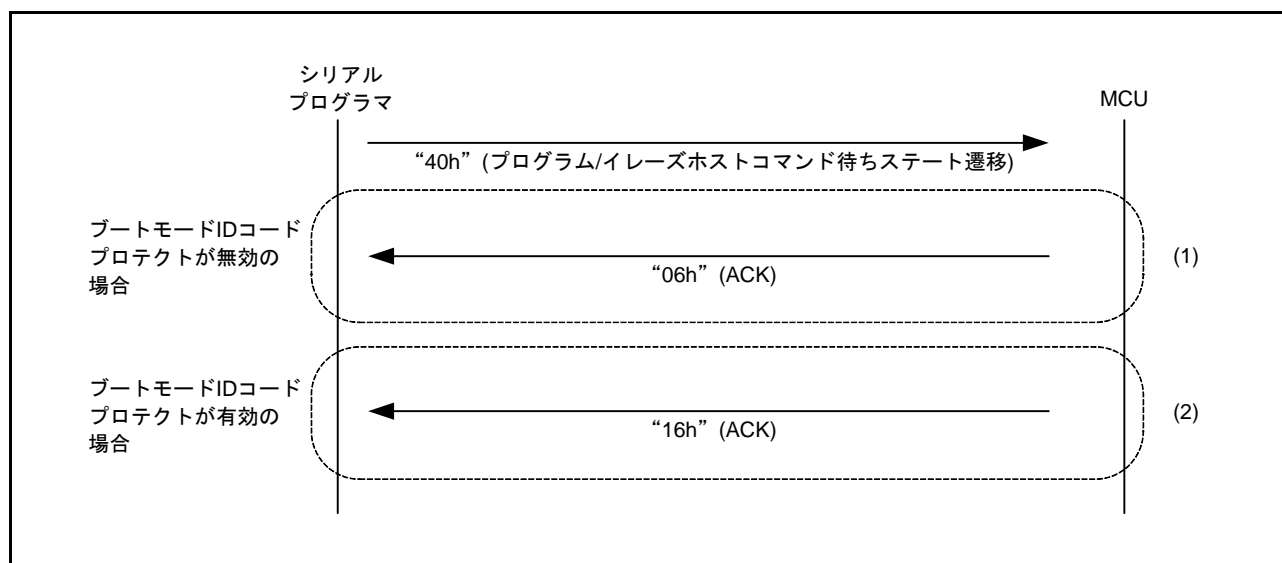 シリアル
プログラマ
MCU
“40h” (プログラム/イレーズホストコマンド待ちステート遷移)
ブートモードIDコード
プロテクトが無効の
場合
“06h” (ACK)
(1)
ブートモードIDコード
プロテクトが有効の
場合
“16h” (ACK)
(2)